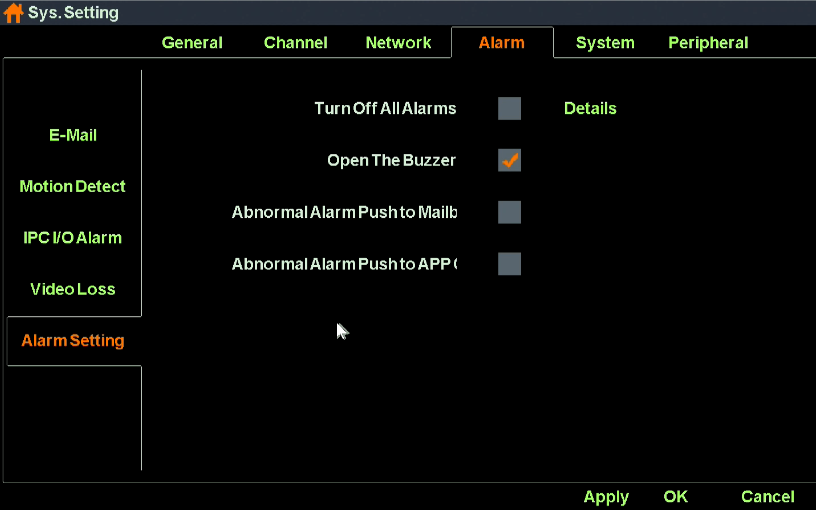 Sys. Setting
General Channel Network Alarm System Peripheral
E-Mail
Motion Detect
IPC I/O Alarm
Video Loss
Alarm Setting
Turn Off All Alarms Details
Open The Buzzer
Abnormal Alarm Push to Mailb
Abnormal Alarm Push to APP
Apply OK Cancel